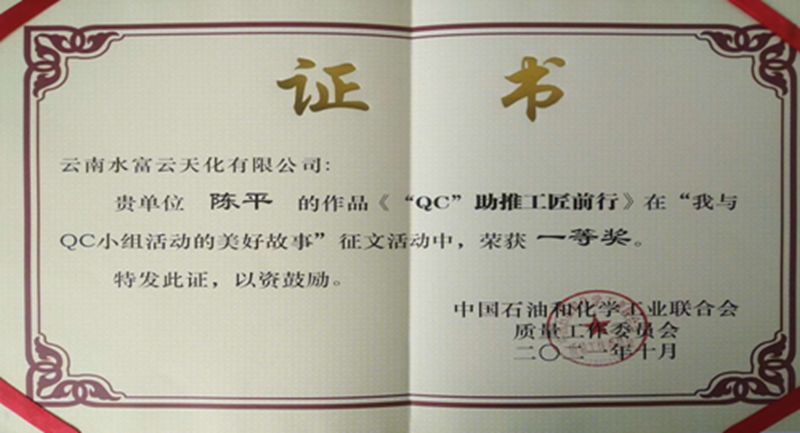 证书
云南水富云天化有限公司:
贵单位 陈平 的作品《“QC”助推工匠前行》在“我与
QC小组活动的美好故事”征文活动中，荣获 一等奖。
特发此证，以资鼓励。
中国石油和化学工业联合会
质量工作委员会
二〇二一年十月